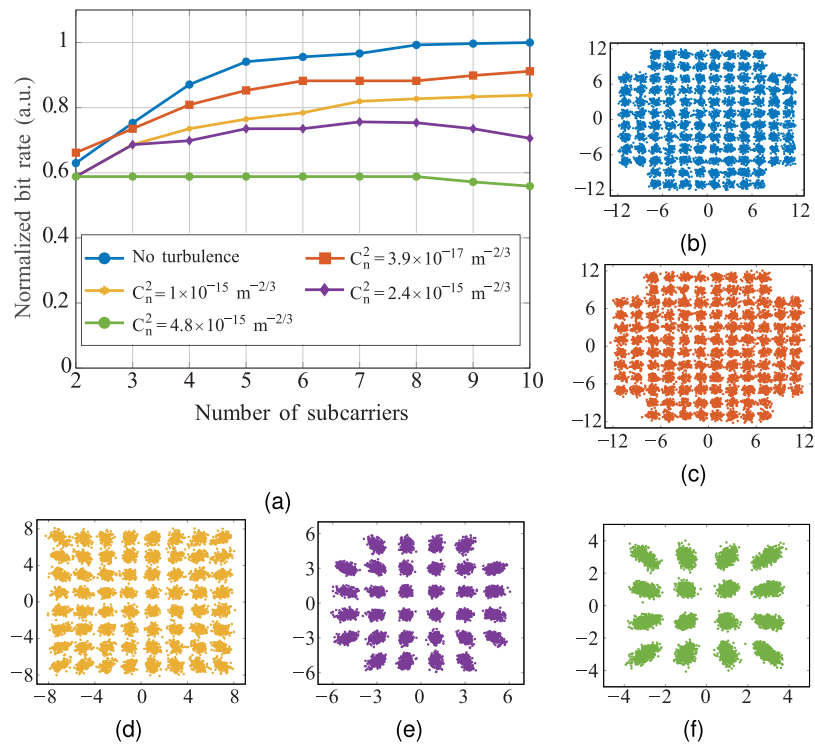 Normalized bit rate (a.u.)
1
0.8
0.6
0.4
0.2
0
No turbulence
C_n^2=3.9×10^−17 m^−2/3
C_n^2=1×10^−15 m^−2/3
C_n^2=2.4×10^−15 m^−2/3
C_n^2=4.8×10^−15 m^−2/3
2 3 4 5 6 7 8 9 10
Number of subcarriers
(a)
12
6
0
−6
−12
−12 −6 0 6 12
(b)
12
6
0
−6
−12
−12 −6 0 6 12
(c)
8
4
0
−4
−8
−8 −4 0 4 8
(d)
6
3
0
−3
−6
−6 −3 0 3 6
(e)
4
2
0
−2
−4
−4 −2 0 2 4
(f)